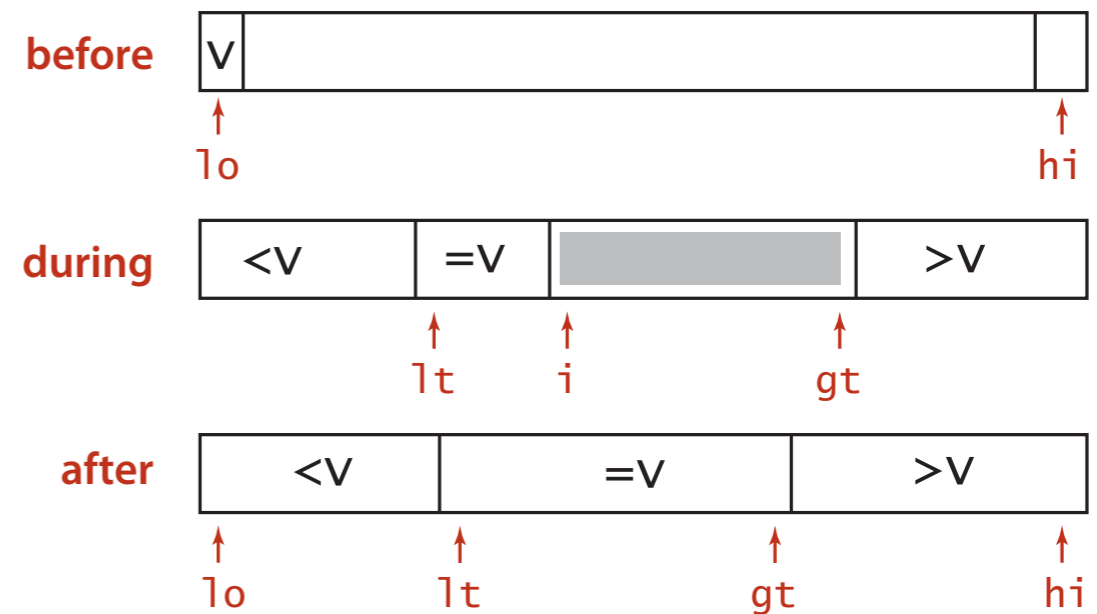 before V
lo hi
during <V =V >V
lt i gt
after <V =V >V
lo lt gt hi